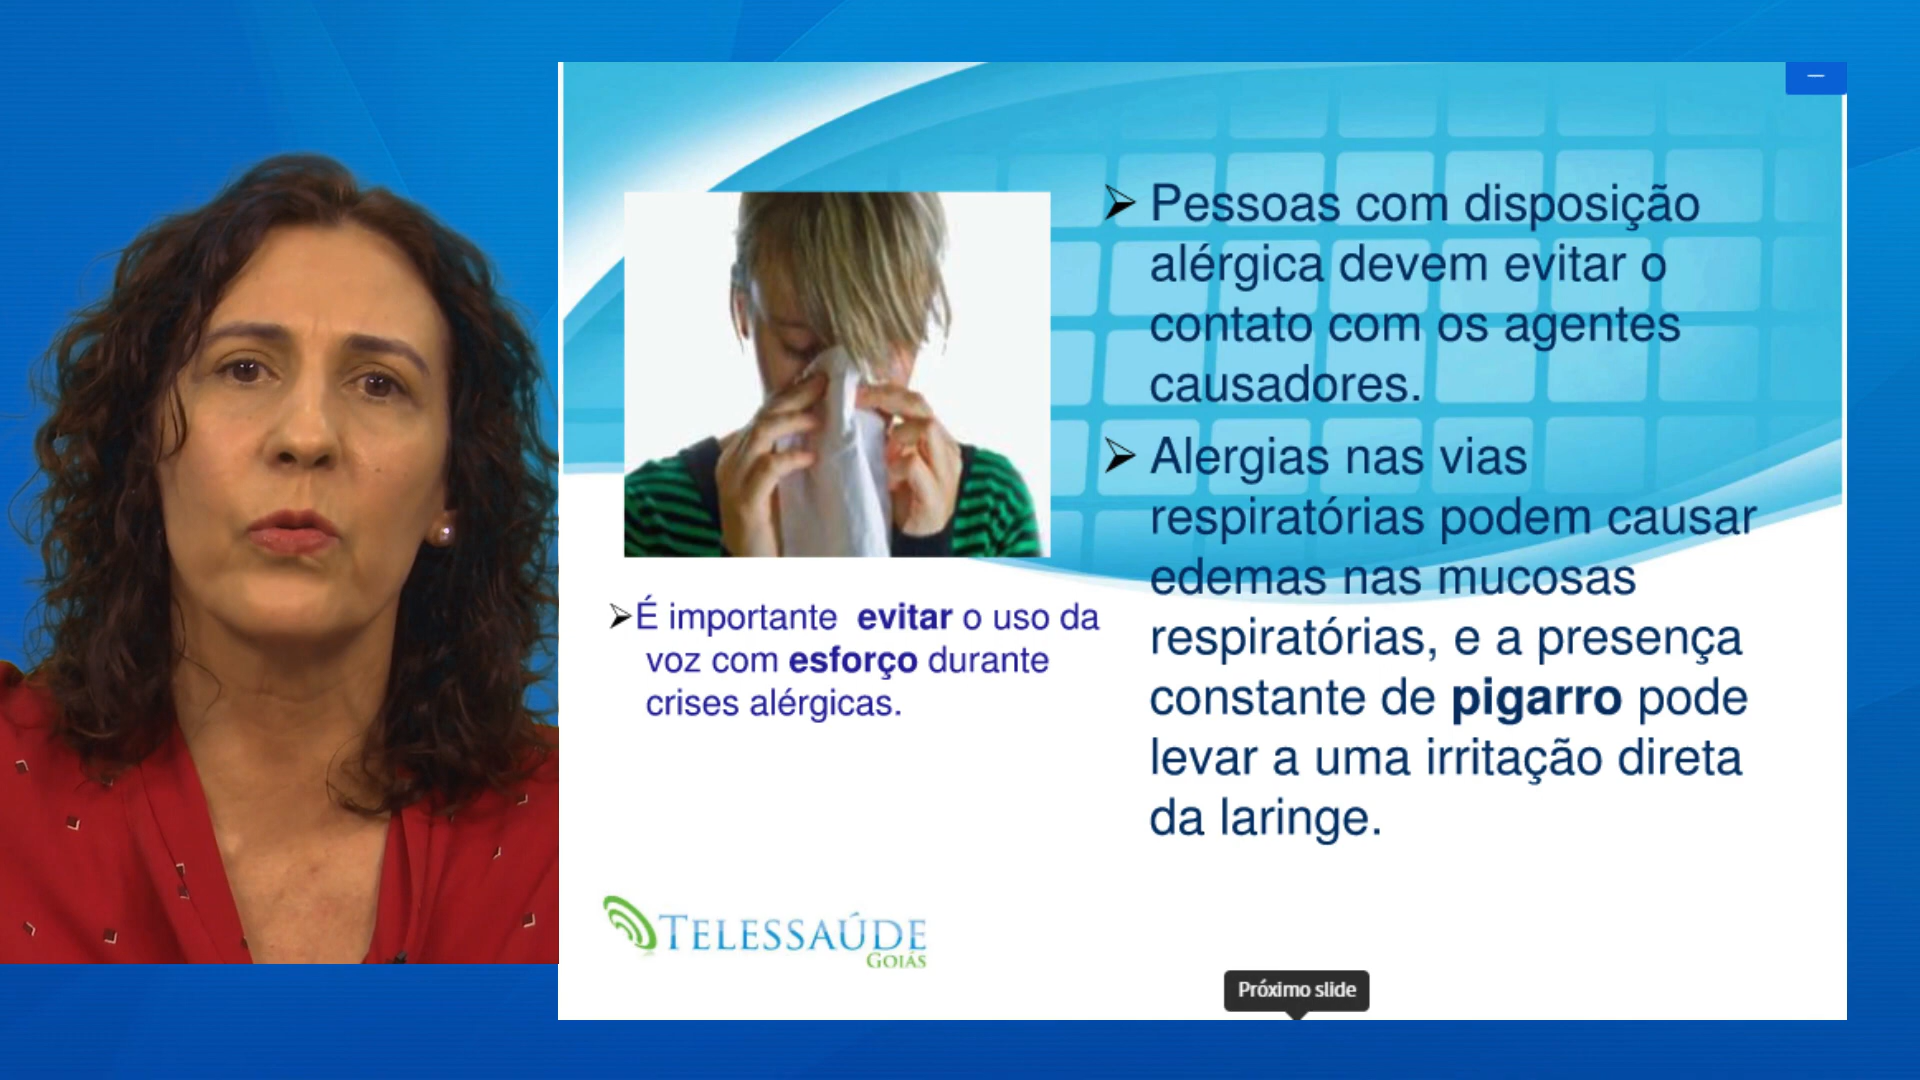 ➢ Pessoas com disposição
alérgica devem evitar o
contato com os agentes
causadores.
➢ Alergias nas vias
respiratórias podem causar
edemas nas mucosas
respiratórias, e a presença
constante de pigarro pode
levar a uma irritação direta
da laringe.
➢É importante evitar o uso da
voz com esforço durante
crises alérgicas.
TELESSAÚDE
GOIÁS
Próximo slide